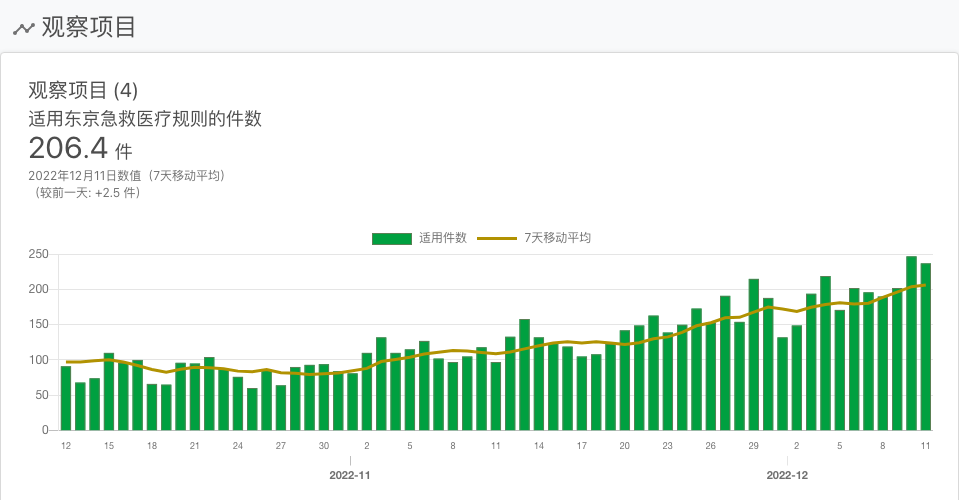 观察项目
观察项目 (4)
适用东京急救医疗规则的件数
206.4 件
2022年12月11日数值（7天移动平均）
（较前一天: +2.5 件）
适用件数 7天移动平均
250
200
150
100
50
0
12 15 18 21 24 27 30 2 5 8 11 14 17 20 23 26 29 2 5 8 11
2022-11 2022-12